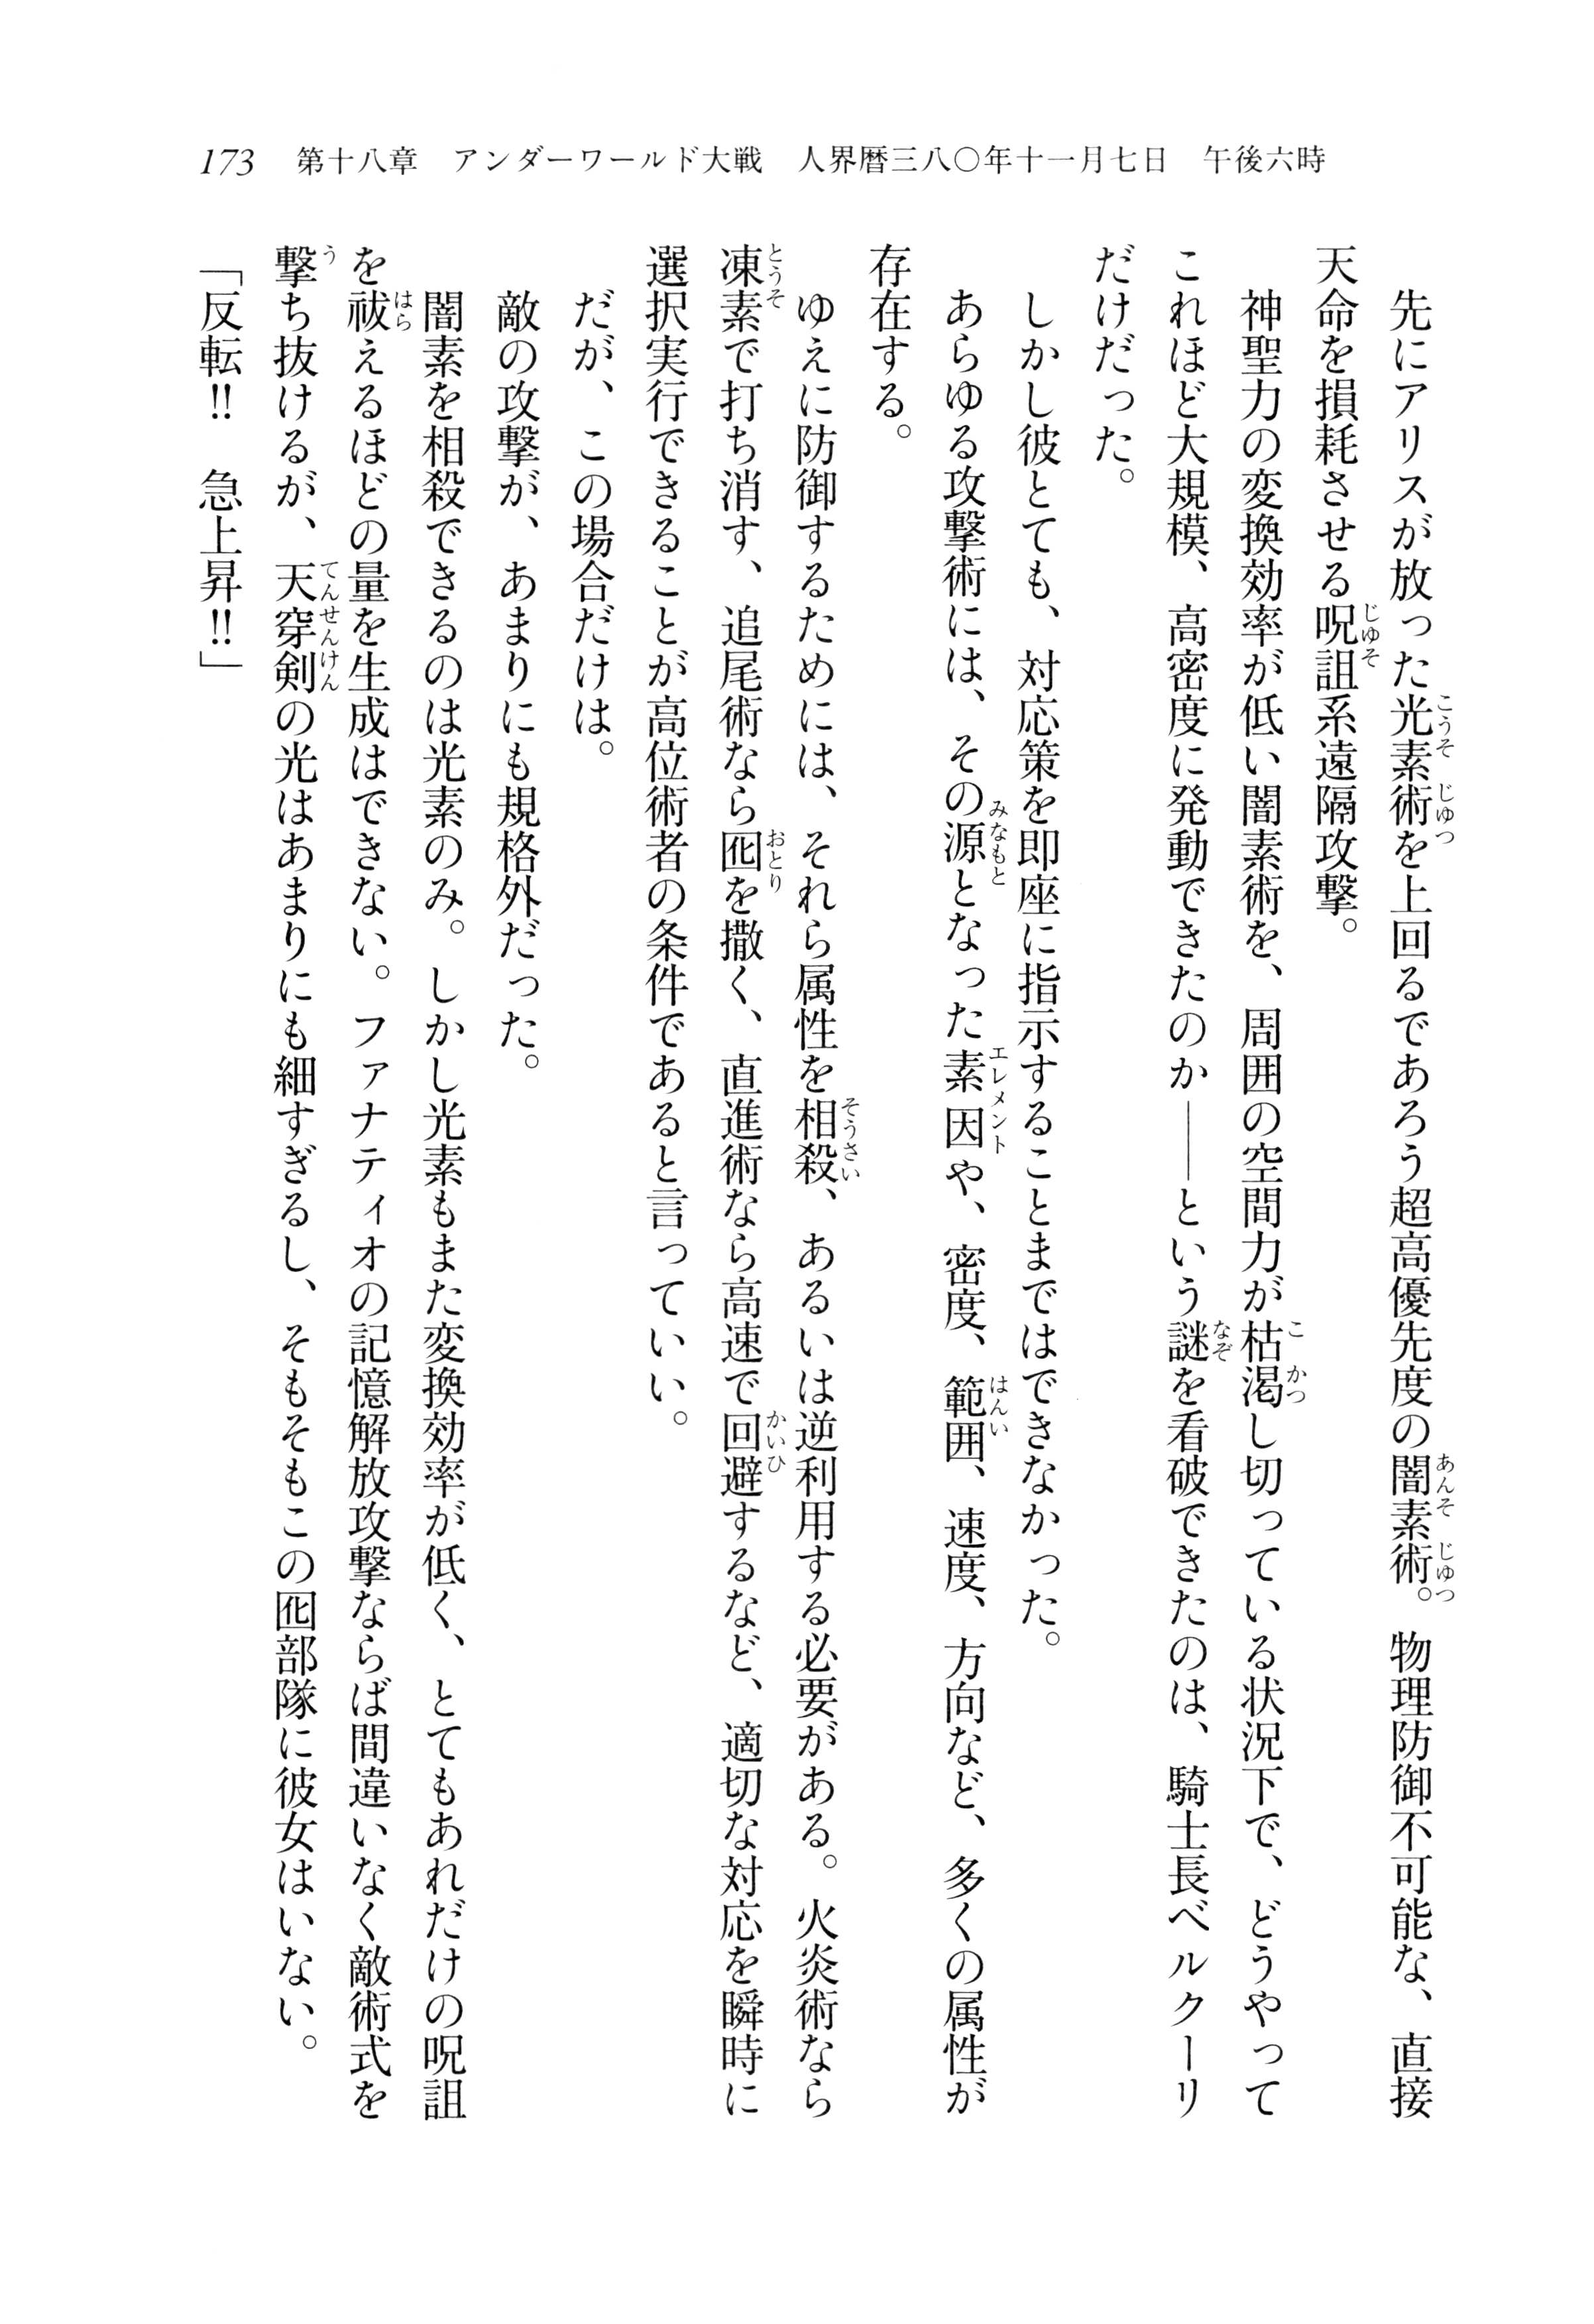 173　第十八章　アンダーワールド大戦　人界暦三八〇年十一月七日　午後六時
　先にアリスが放った光素術を上回るであろう超高優先度の闇素術。物理防御不可能な、直接
天命を損耗させる呪詛系遠隔攻撃。
　神聖力の変換効率が低い闇素術を、周囲の空間力が枯渇し切っている状況下で、どうやって
これほど大規模、高密度に発動できたのか――という謎を看破できたのは、騎士長ベルクーリ
だけだった。
　しかし彼とても、対応策を即座に指示することまではできなかった。
　あらゆる攻撃術には、その源となった素因や、密度、範囲、速度、方向など、多くの属性が
存在する。
　ゆえに防御するためには、それら属性を相殺、あるいは逆利用する必要がある。火炎術なら
凍素で打ち消す、追尾術なら囮を撒く、直進術なら高速で回避するなど、適切な対応を瞬時に
選択実行できることが高位術者の条件であると言っていい。
　だが、この場合だけは。
　敵の攻撃が、あまりにも規格外だった。
　闇素を相殺できるのは光素のみ。しかし光素もまた変換効率が低く、とてもあれだけの呪詛
を祓えるほどの量を生成はできない。ファナティオの記憶解放攻撃ならば間違いなく敵術式を
撃ち抜けるが、天穿剣の光はあまりにも細すぎるし、そもそもこの囮部隊に彼女はいない。
「反転!!　急上昇!!」